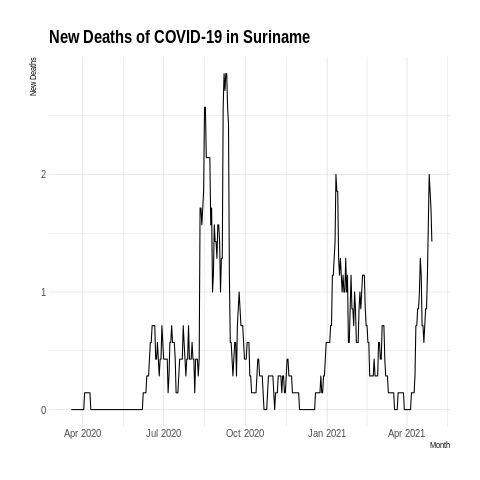 New Deaths of COVID-19 in Suriname
New Deaths
2
1
0
Apr 2020 Jul 2020 Oct 2020 Jan 2021 Apr 2021
Month